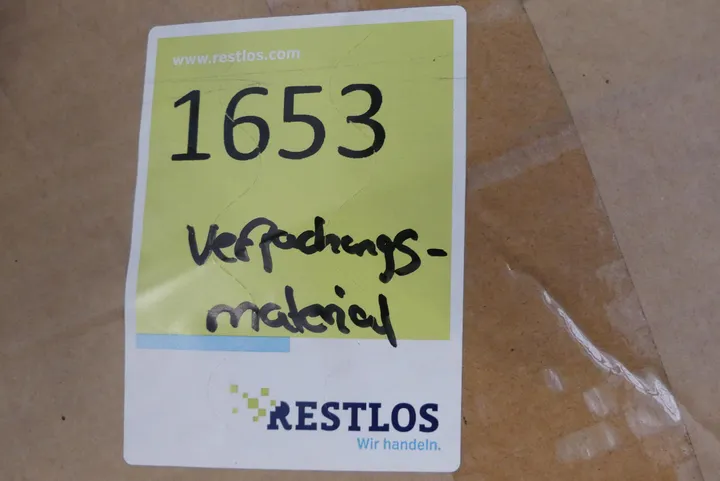 www.restlos.com
1653
Verpackungs-
material
RESTLOS
Wir handeln.